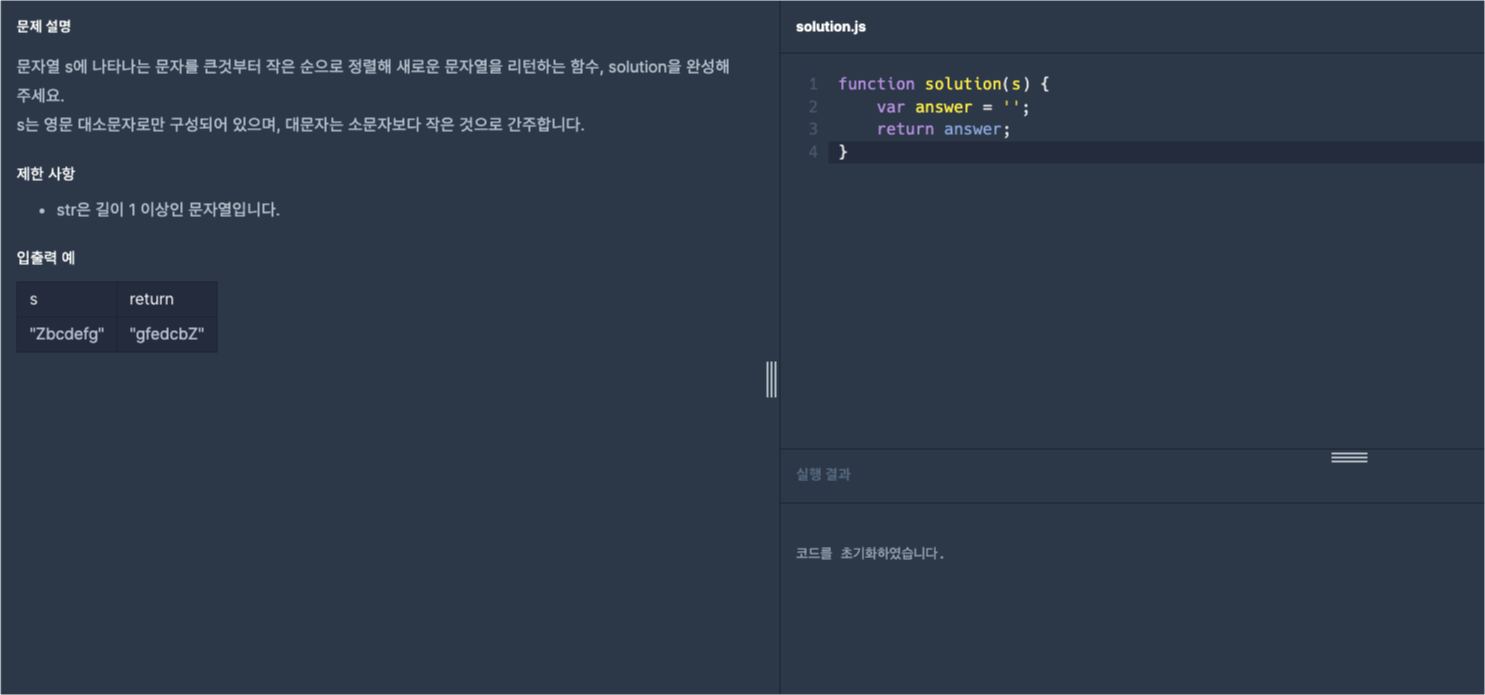 문제 설명
문자열 s에 나타나는 문자를 큰것부터 작은 순으로 정렬해 새로운 문자열을 리턴하는 함수, solution을 완성해
주세요.
s는 영문 대소문자로만 구성되어 있으며, 대문자는 소문자보다 작은 것으로 간주합니다.
제한 사항
• str은 길이 1 이상인 문자열입니다.
입출력 예
s return
"Zbcdefg" "gfedcbZ"
solution.js
1 function solution(s) {
2 var answer = '';
3 return answer;
4 }
실행 결과
코드를 초기화하였습니다.